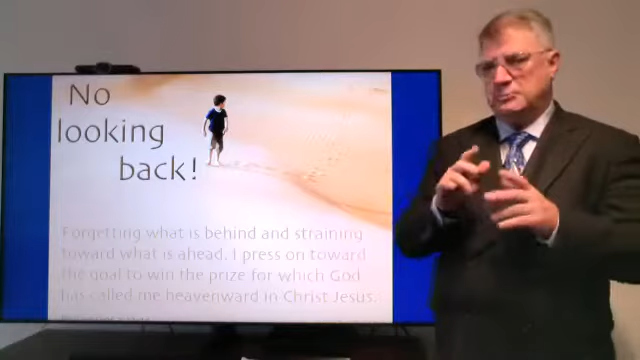 No
looking
back!
Forgetting what is behind and straining
toward what is ahead, I press on toward
the goal to win the prize for which God
has called me heavenward in Christ Jesus.